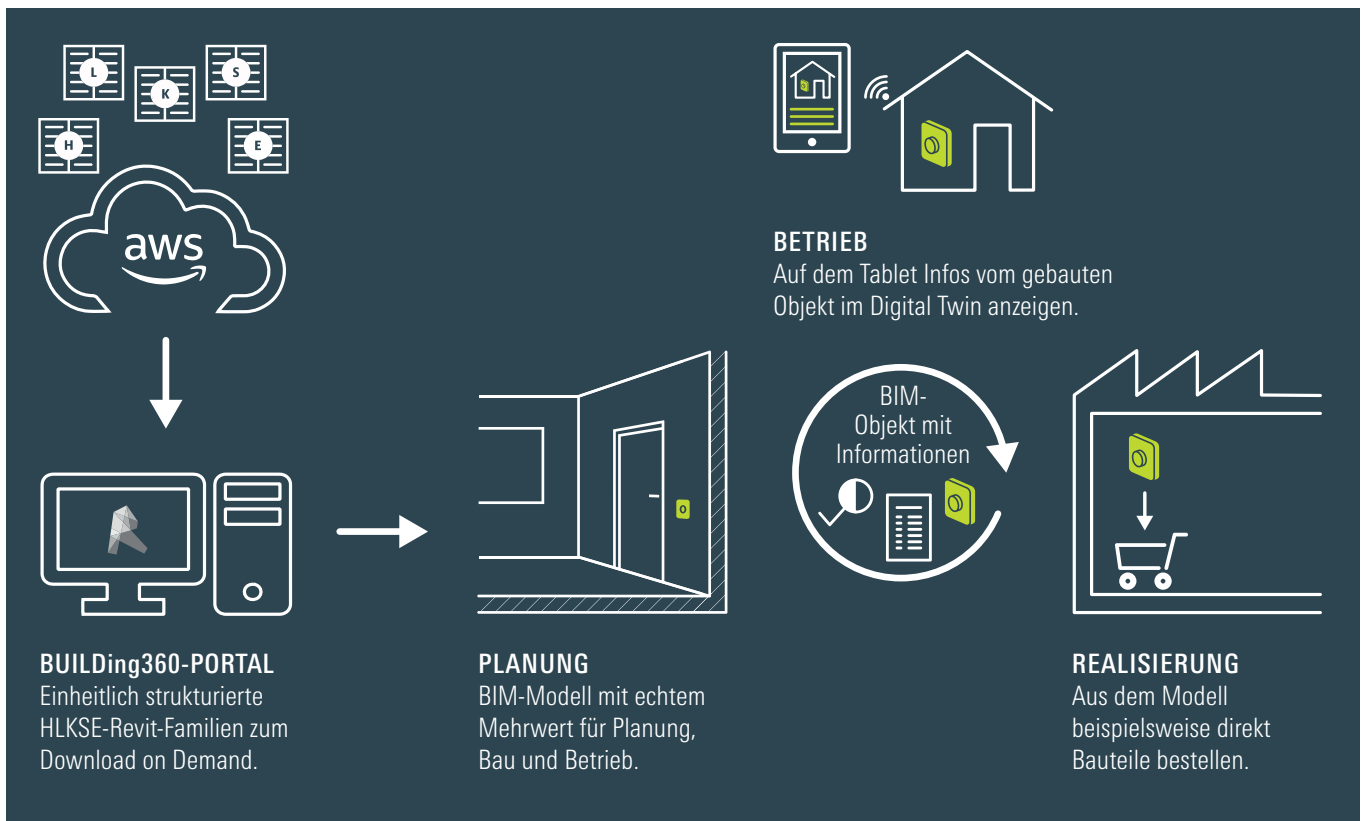 L
K
S
H
E
aws
BUILDing360-PORTAL
Einheitlich strukturierte
HLKSE-Revit-Familien zum
Download on Demand.
PLANUNG
BIM-Modell mit echtem
Mehrwert für Planung,
Bau und Betrieb.
BETRIEB
Auf dem Tablet Infos vom gebauten
Objekt im Digital Twin anzeigen.
BIM-
Objekt mit
Informationen
REALISIERUNG
Aus dem Modell
beispielsweise direkt
Bauteile bestellen.